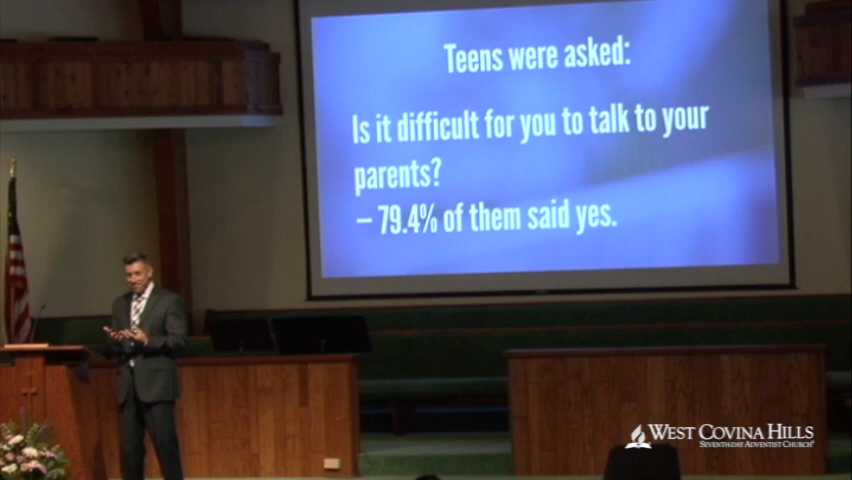 Teens were asked:
Is it difficult for you to talk to your
parents?
– 79.4% of them said yes.
WEST COVINA HILLS
SEVENTH-DAY ADVENTIST CHURCH